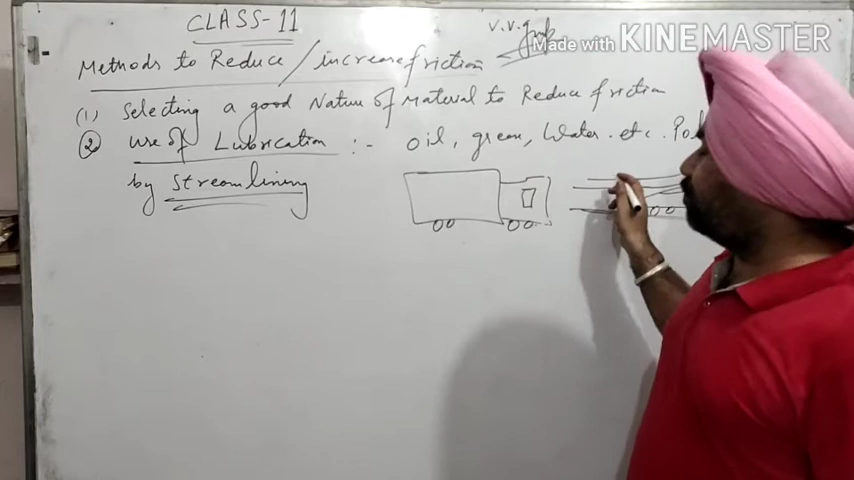 CLASS-11
v.v.
Made with KINEMASTER
Methods to Reduce / increase friction
(1) Selecting a good Nature of Material to Reduce friction
(2) Use of Lubrication :- Oil, grease, Water. etc. Pol
by Streamlining